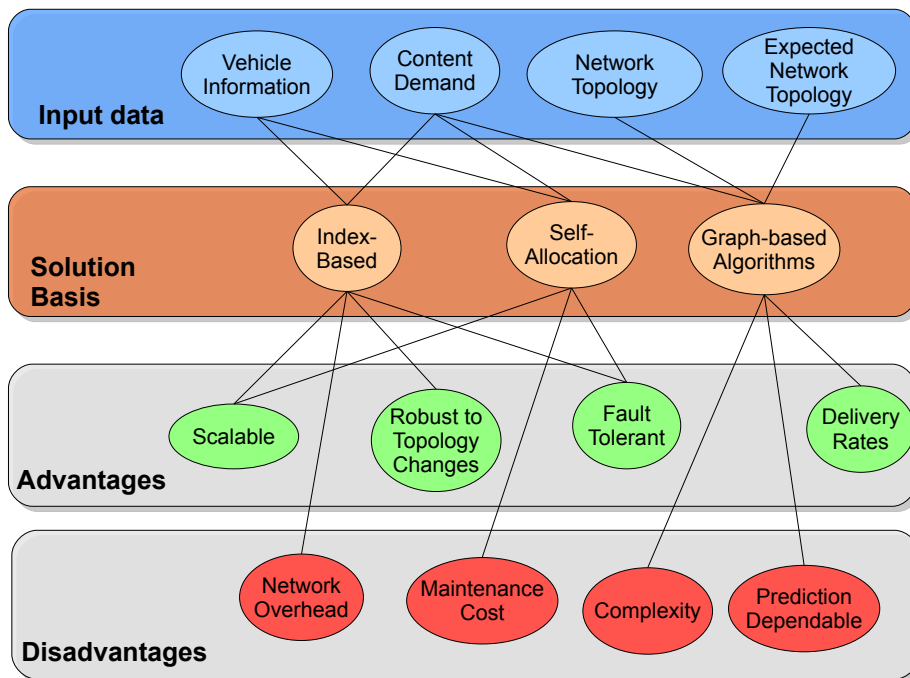 Vehicle
Information
Content
Demand
Network
Topology
Expected
Network
Topology
Input data
Index-
Based
Self-
Allocation
Graph-based
Algorithms
Solution
Basis
Scalable
Robust to
Topology
Changes
Fault
Tolerant
Delivery
Rates
Advantages
Network
Overhead
Maintenance
Cost
Complexity
Prediction
Dependable
Disadvantages